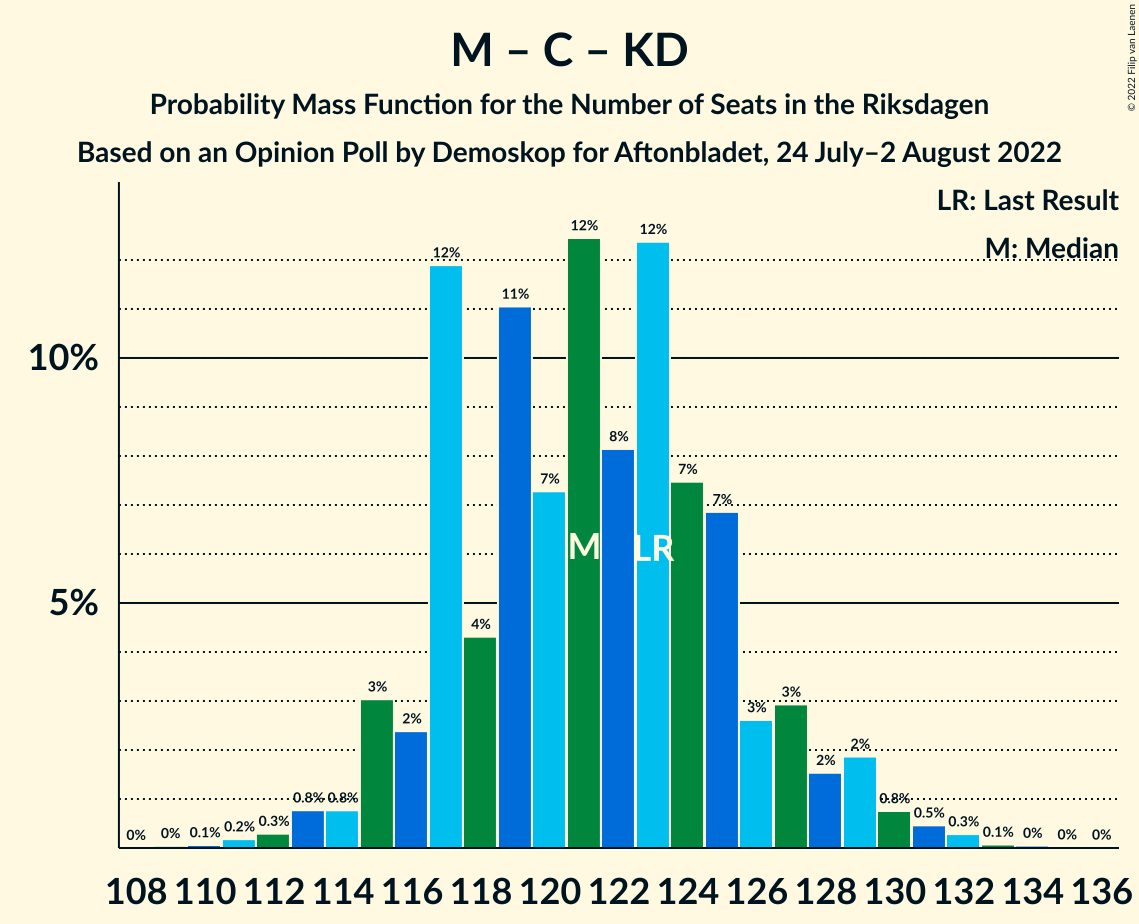 M – C – KD
Probability Mass Function for the Number of Seats in the Riksdagen
Based on an Opinion Poll by Demoskop for Aftonbladet, 24 July–2 August 2022
© 2022 Filip van Laenen
LR: Last Result
M: Median
10%
5%
0% 0% 0.1% 0.2% 0.3% 0.8% 0.8% 3% 2% 12% 4% 11% 7% 12% 8% 12% 7% 7% 3% 3% 2% 2% 0.8% 0.5% 0.3% 0.1% 0% 0% 0%
M LR
108 110 112 114 116 118 120 122 124 126 128 130 132 134 136